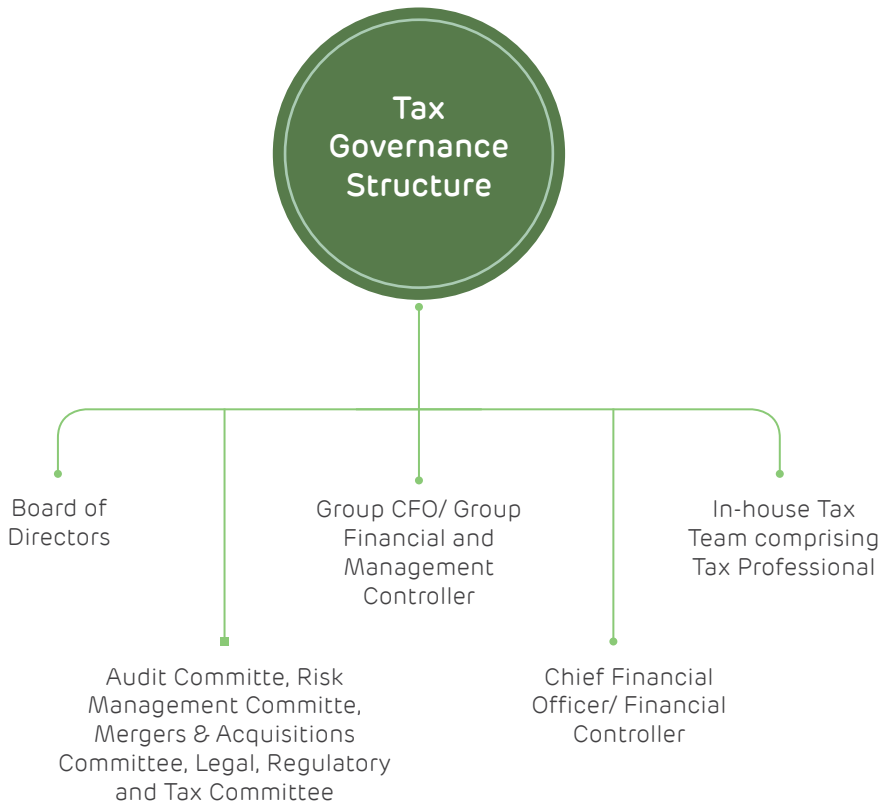 Tax
Governance
Structure
Board of
Directors
Group CFO/ Group
Financial and
Management
Controller
In-house Tax
Team comprising
Tax Professional
Audit Committe, Risk
Management Committe,
Mergers & Acquisitions
Committee, Legal, Regulatory
and Tax Committee
Chief Financial
Officer/ Financial
Controller